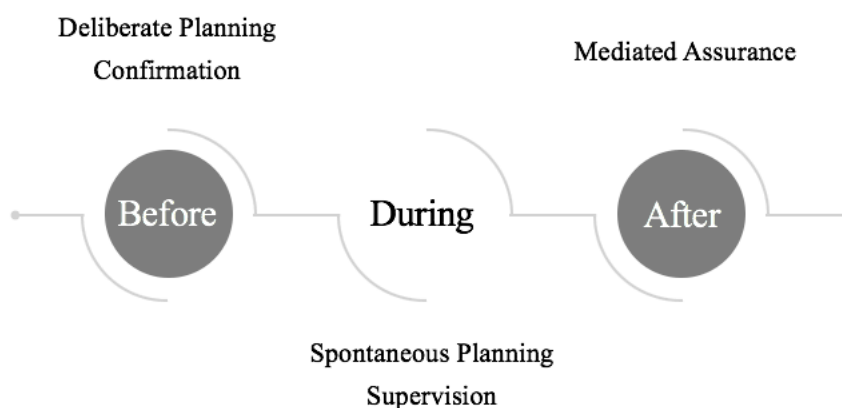 Deliberate Planning
Confirmation
Mediated Assurance
Before
During
After
Spontaneous Planning
Supervision